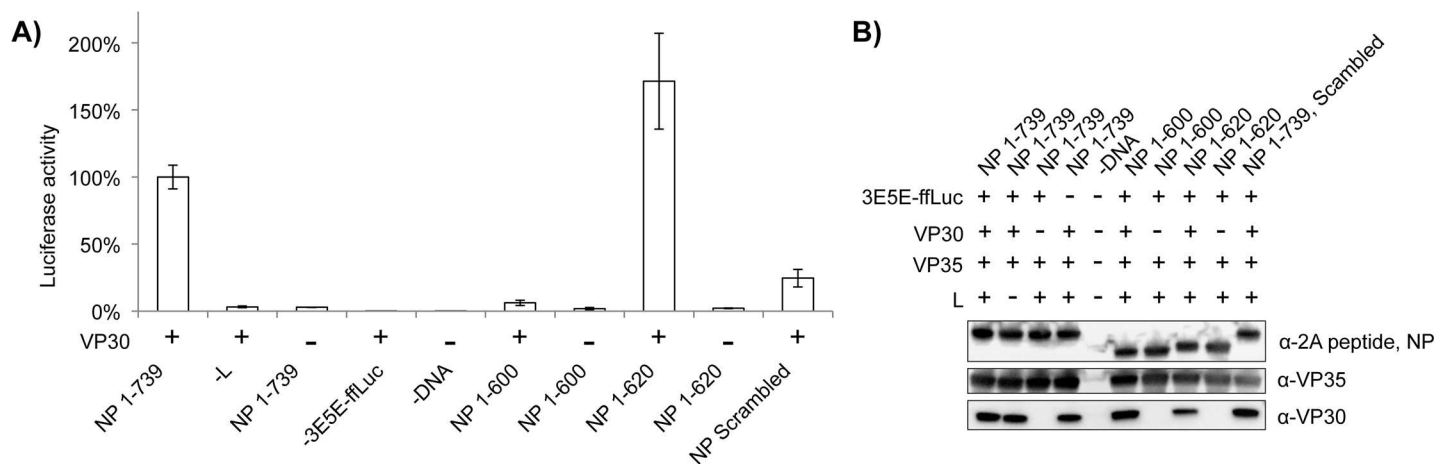 A)
Luciferase activity
200%
150%
100%
50%
0%
VP30 + + - + - + - + - +
NP 1-739
-L
NP 1-739
-3E5E-ffLuc
-DNA
NP 1-600
NP 1-600
NP 1-620
NP 1-620
NP Scrambled
B)
NP 1-739
NP 1-739
NP 1-739
NP 1-739
-DNA
NP 1-600
NP 1-600
NP 1-620
NP 1-620
NP 1-739, Scambled
3E5E-ffLuc + + + - - + + + + +
VP30 + + - + - + - + - +
VP35 + + + + - + + + + +
L + - + + - + + + + +
α-2A peptide, NP
α-VP35
α-VP30